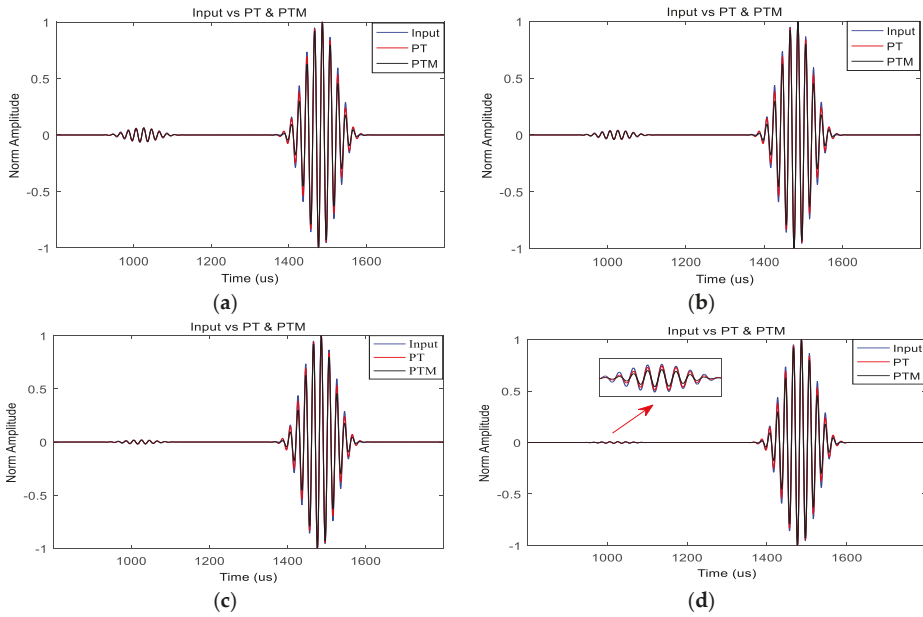 Input vs PT & PTM
Norm Amplitude
1
0.5
0
-0.5
-1
Input
PT
PTM
1000
1200
1400
1600
Time (us)
(a)
Input vs PT & PTM
Norm Amplitude
1
0.5
0
-0.5
-1
Input
PT
PTM
1000
1200
1400
1600
Time (us)
(b)
Input vs PT & PTM
Norm Amplitude
1
0.5
0
-0.5
-1
Input
PT
PTM
1000
1200
1400
1600
Time (us)
(c)
Input vs PT & PTM
Norm Amplitude
1
0.5
0
-0.5
-1
Input
PT
PTM
1000
1200
1400
1600
Time (us)
(d)